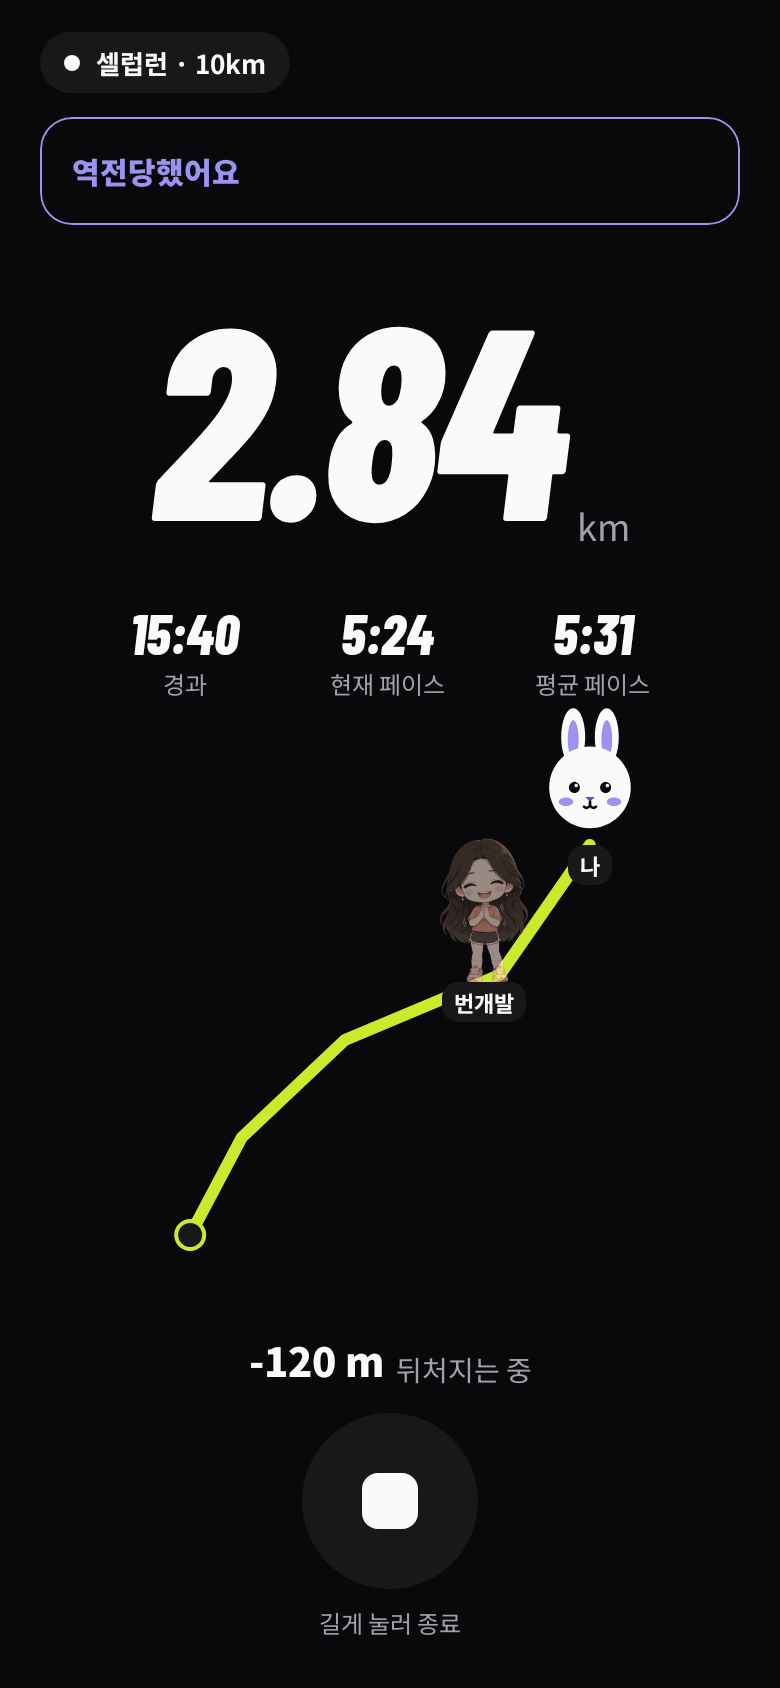 셀럽런 · 10km
역전당했어요
2.84 km
15:40 5:24 5:31
경과 현재 페이스 평균 페이스
나
번개발
-120 m 뒤처지는 중
길게 눌러 종료